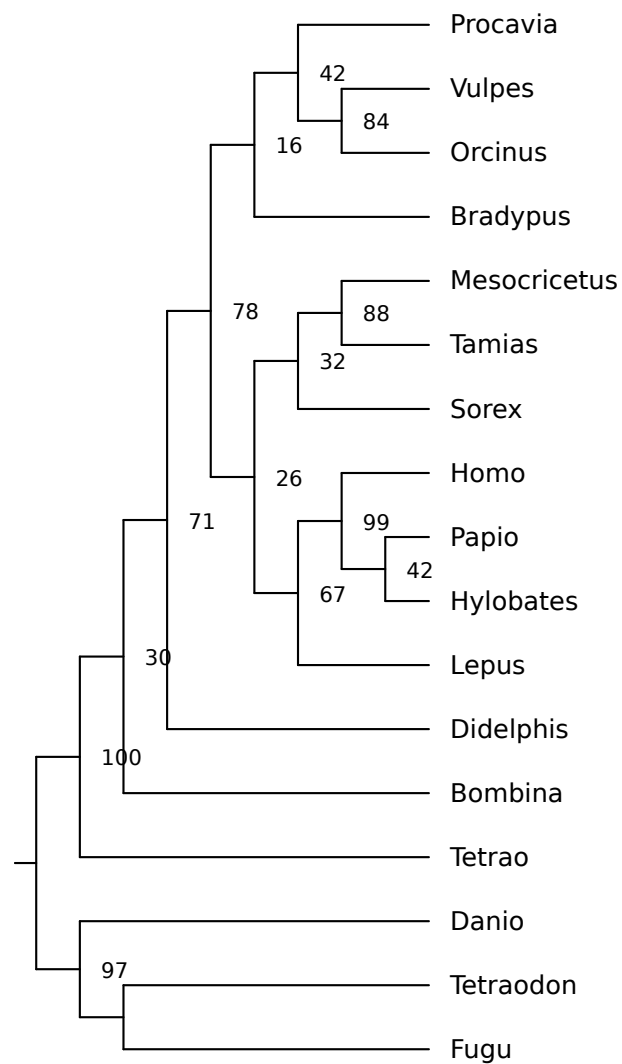 Procavia
42
Vulpes
84
Orcinus
16
Bradypus
Mesocricetus
78
88
Tamias
32
Sorex
Homo
26
99
71
Papio
42
67
Hylobates
30
Lepus
Didelphis
100
Bombina
Tetrao
Danio
97
Tetraodon
Fugu